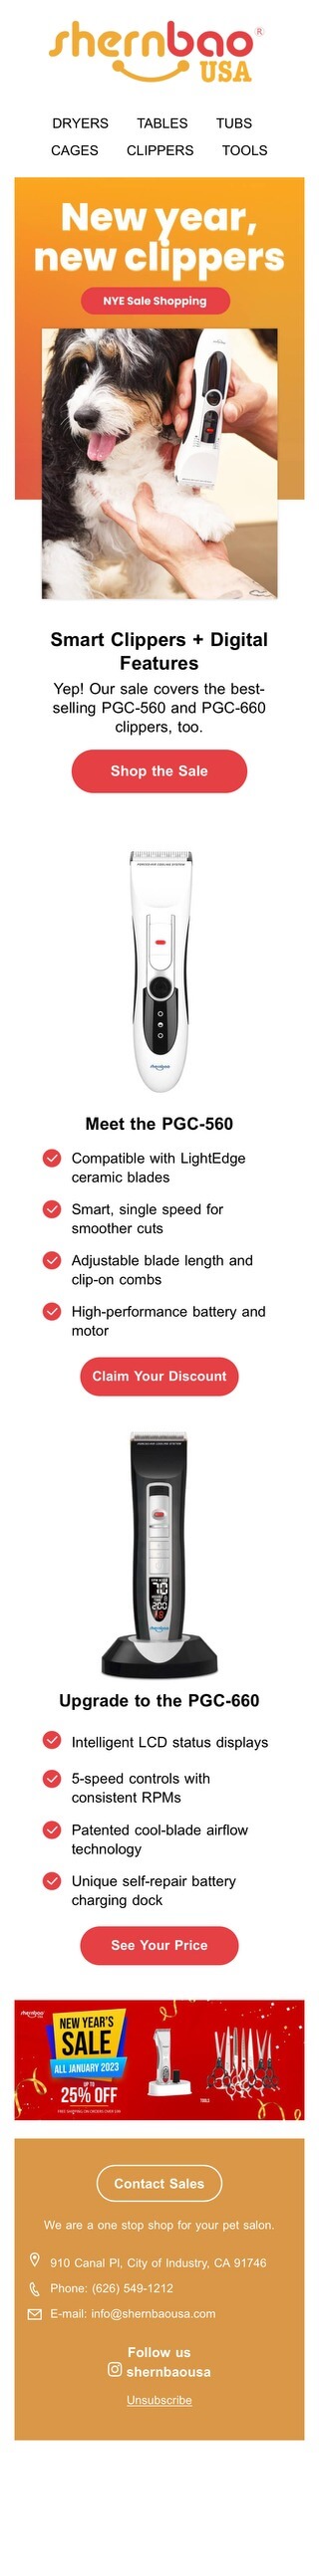 shernbao®
USA
DRYERS TABLES TUBS
CAGES CLIPPERS TOOLS
New year,
new clippers
NYE Sale Shopping
Smart Clippers + Digital
Features
Yep! Our sale covers the best-
selling PGC-560 and PGC-660
clippers, too.
Shop the Sale
shernbao
Meet the PGC-560
Compatible with LightEdge
ceramic blades
Smart, single speed for
smoother cuts
Adjustable blade length and
clip-on combs
High-performance battery and
motor
Claim Your Discount
shernbao
Upgrade to the PGC-660
Intelligent LCD status displays
5-speed controls with
consistent RPMs
Patented cool-blade airflow
technology
Unique self-repair battery
charging dock
See Your Price
shernbao
NEW YEAR'S
SALE
ALL JANUARY 2023
UP TO
25% OFF
TOOLS
Contact Sales
We are a one stop shop for your pet salon.
910 Canal Pl, City of Industry, CA 91746
Phone: (626) 549-1212
E-mail: info@shernbaousa.com
Follow us
shernbaousa
Unsubscribe